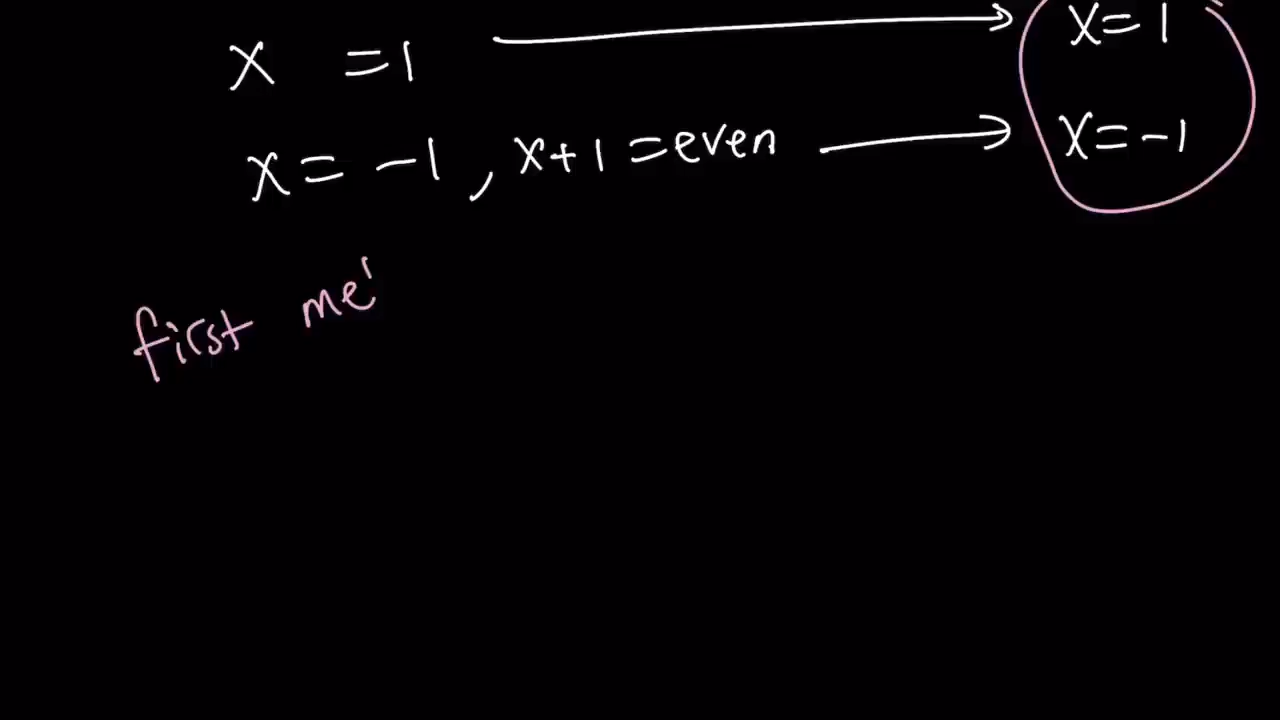 x =1 → x=1
x= -1 , x+1 =even → x= -1
first me